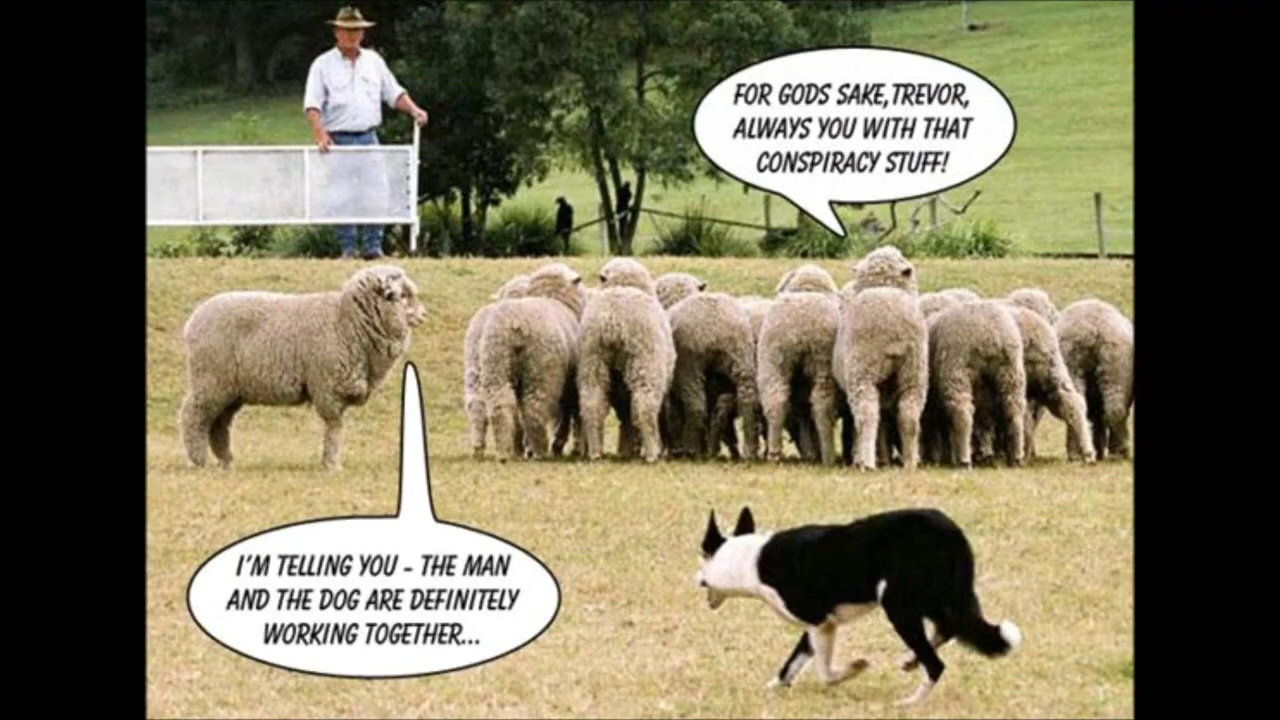 FOR GODS SAKE,TREVOR,
ALWAYS YOU WITH THAT
CONSPIRACY STUFF!
I'M TELLING YOU - THE MAN
AND THE DOG ARE DEFINITELY
WORKING TOGETHER...